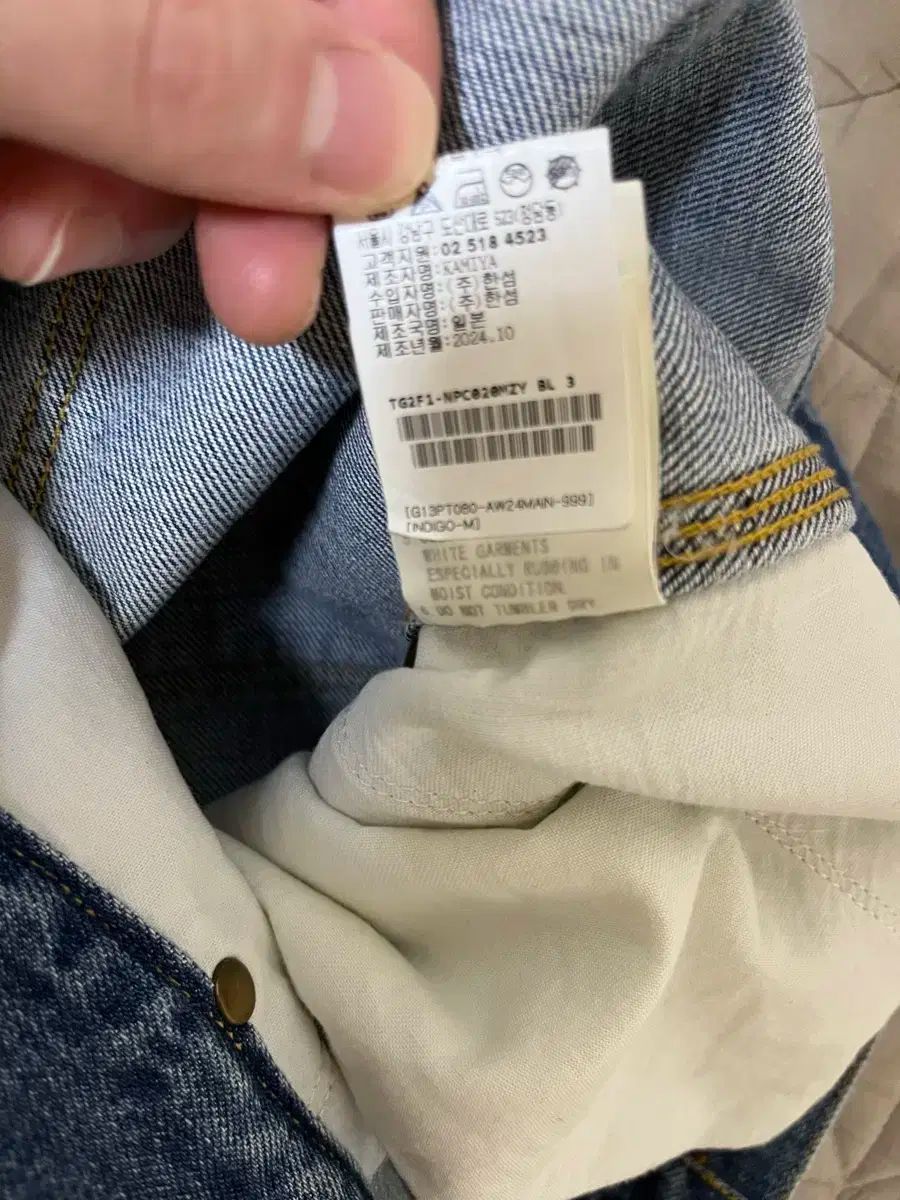 서울시 강남구 도산대로 523(청담동)
고객지원:02 518 4523
제조자명:KAMIYA
수입자명:(주)한섬
판매자명:(주)한섬
제조국명:일본
제조년월:2024.10
TG2F1-NPC020MZY BL 3
[G13PT080-AW24MAIN-999]
[INDIGO-M]
WHITE GARMENTS
ESPECIALLY RUBBING IN
MOIST CONDITION.
DO NOT TUMBLER DRY